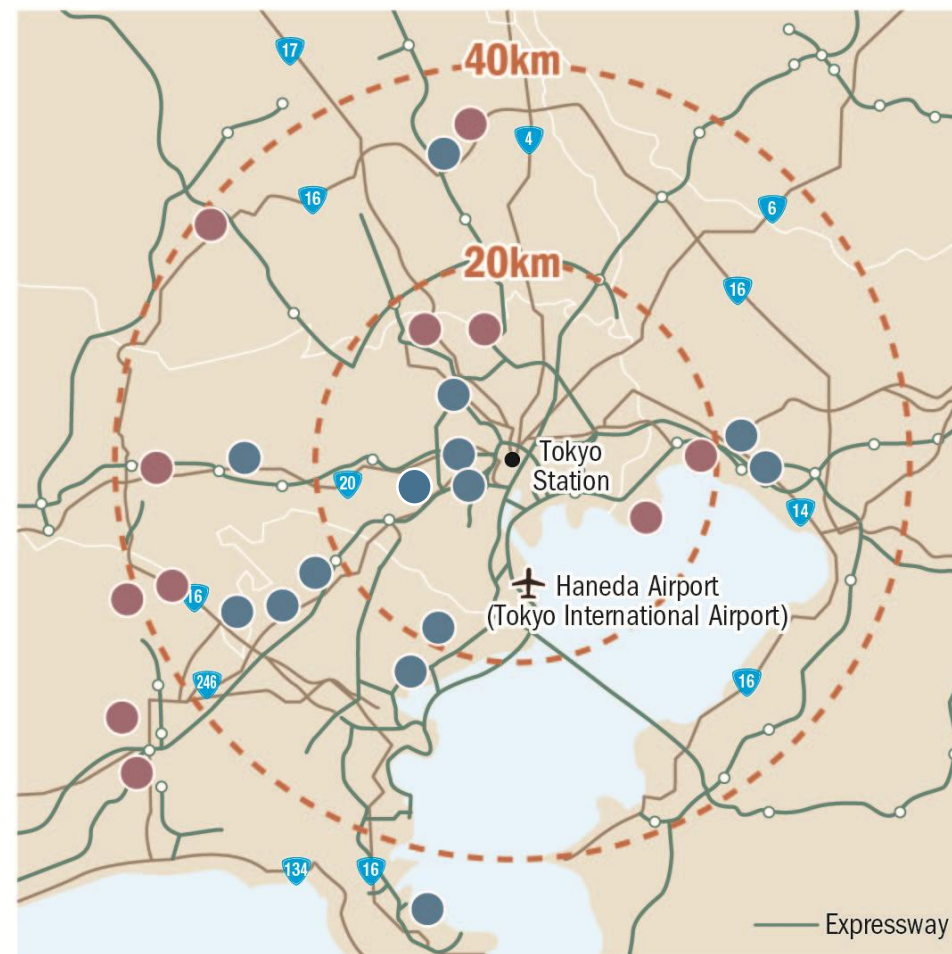 40km
17
4
16
6
20km
16
Tokyo
Station
20
14
Haneda Airport
(Tokyo International Airport)
16
246
16
134
16
Expressway